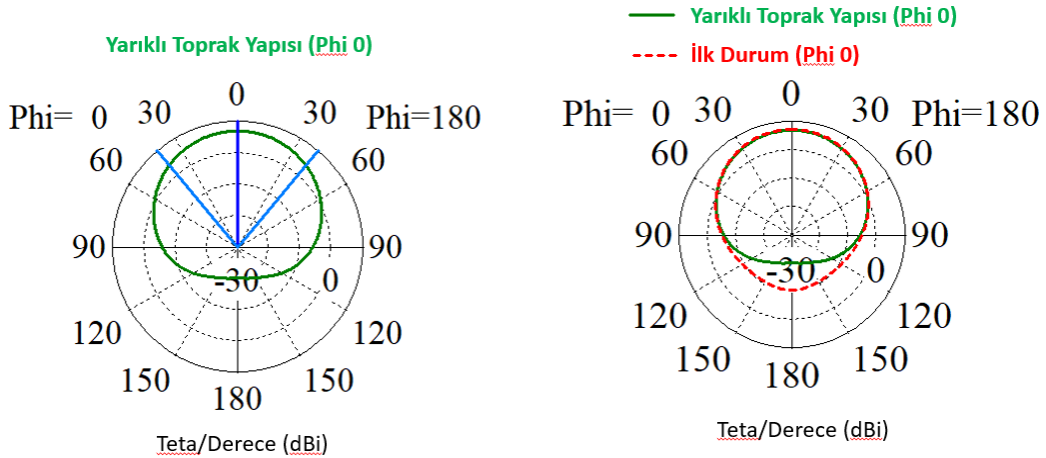 Yarıklı Toprak Yapısı (Phi 0)
0
Phi= 0 30 30 Phi=180
60 60
90 90
-30 0
120 120
150 150
180
Teta/Derece (dBi)
Yarıklı Toprak Yapısı (Phi 0)
İlk Durum (Phi 0)
0
Phi= 0 30 30 Phi=180
60 60
90 90
-30 0
120 120
150 150
180
Teta/Derece (dBi)